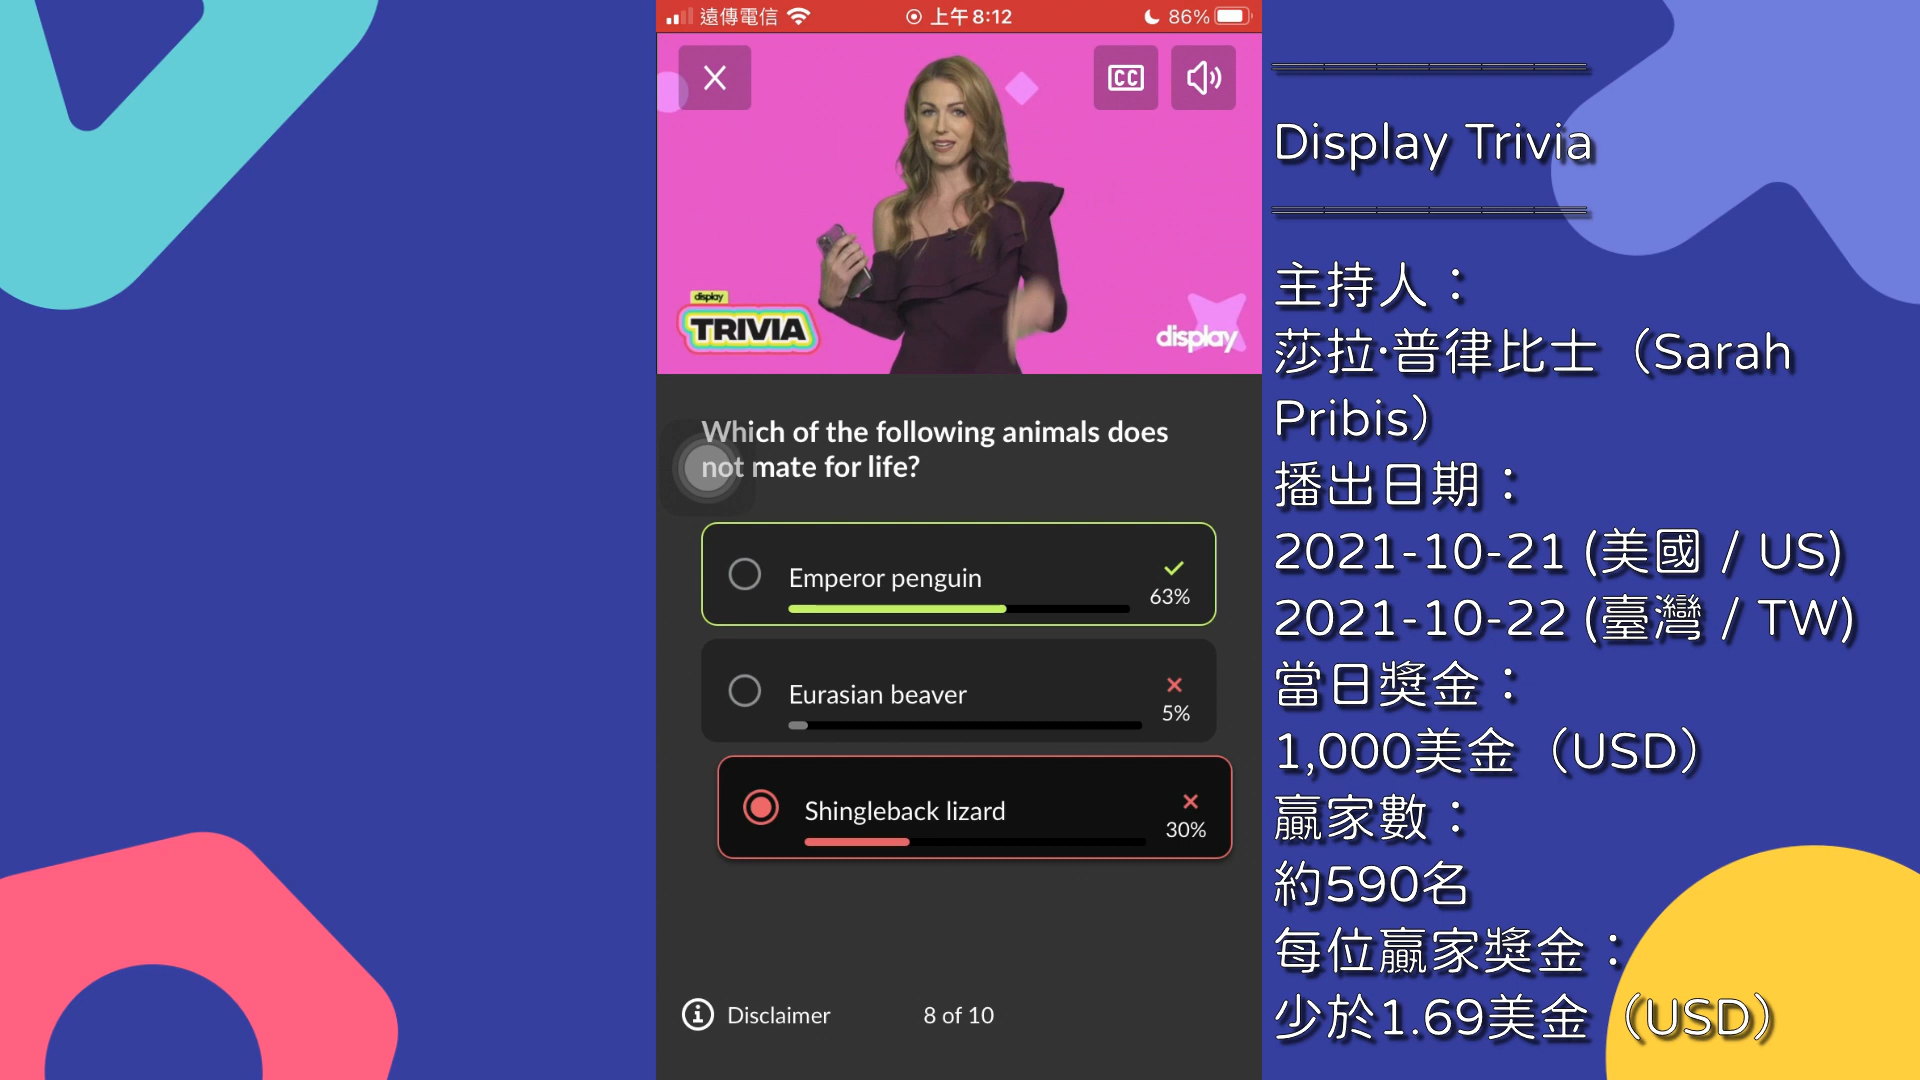 遠傳電信
上午8:12
86%
CC
display
TRIVIA
display
Which of the following animals does
not mate for life?
Emperor penguin
63%
Eurasian beaver
5%
Shingleback lizard
30%
Disclaimer
8 of 10
Display Trivia
主持人：
莎拉·普律比士（Sarah
Pribis）
播出日期：
2021-10-21 (美國 / US)
2021-10-22 (臺灣 / TW)
當日獎金：
1,000美金（USD）
贏家數：
約590名
每位贏家獎金：
少於1.69美金（USD）